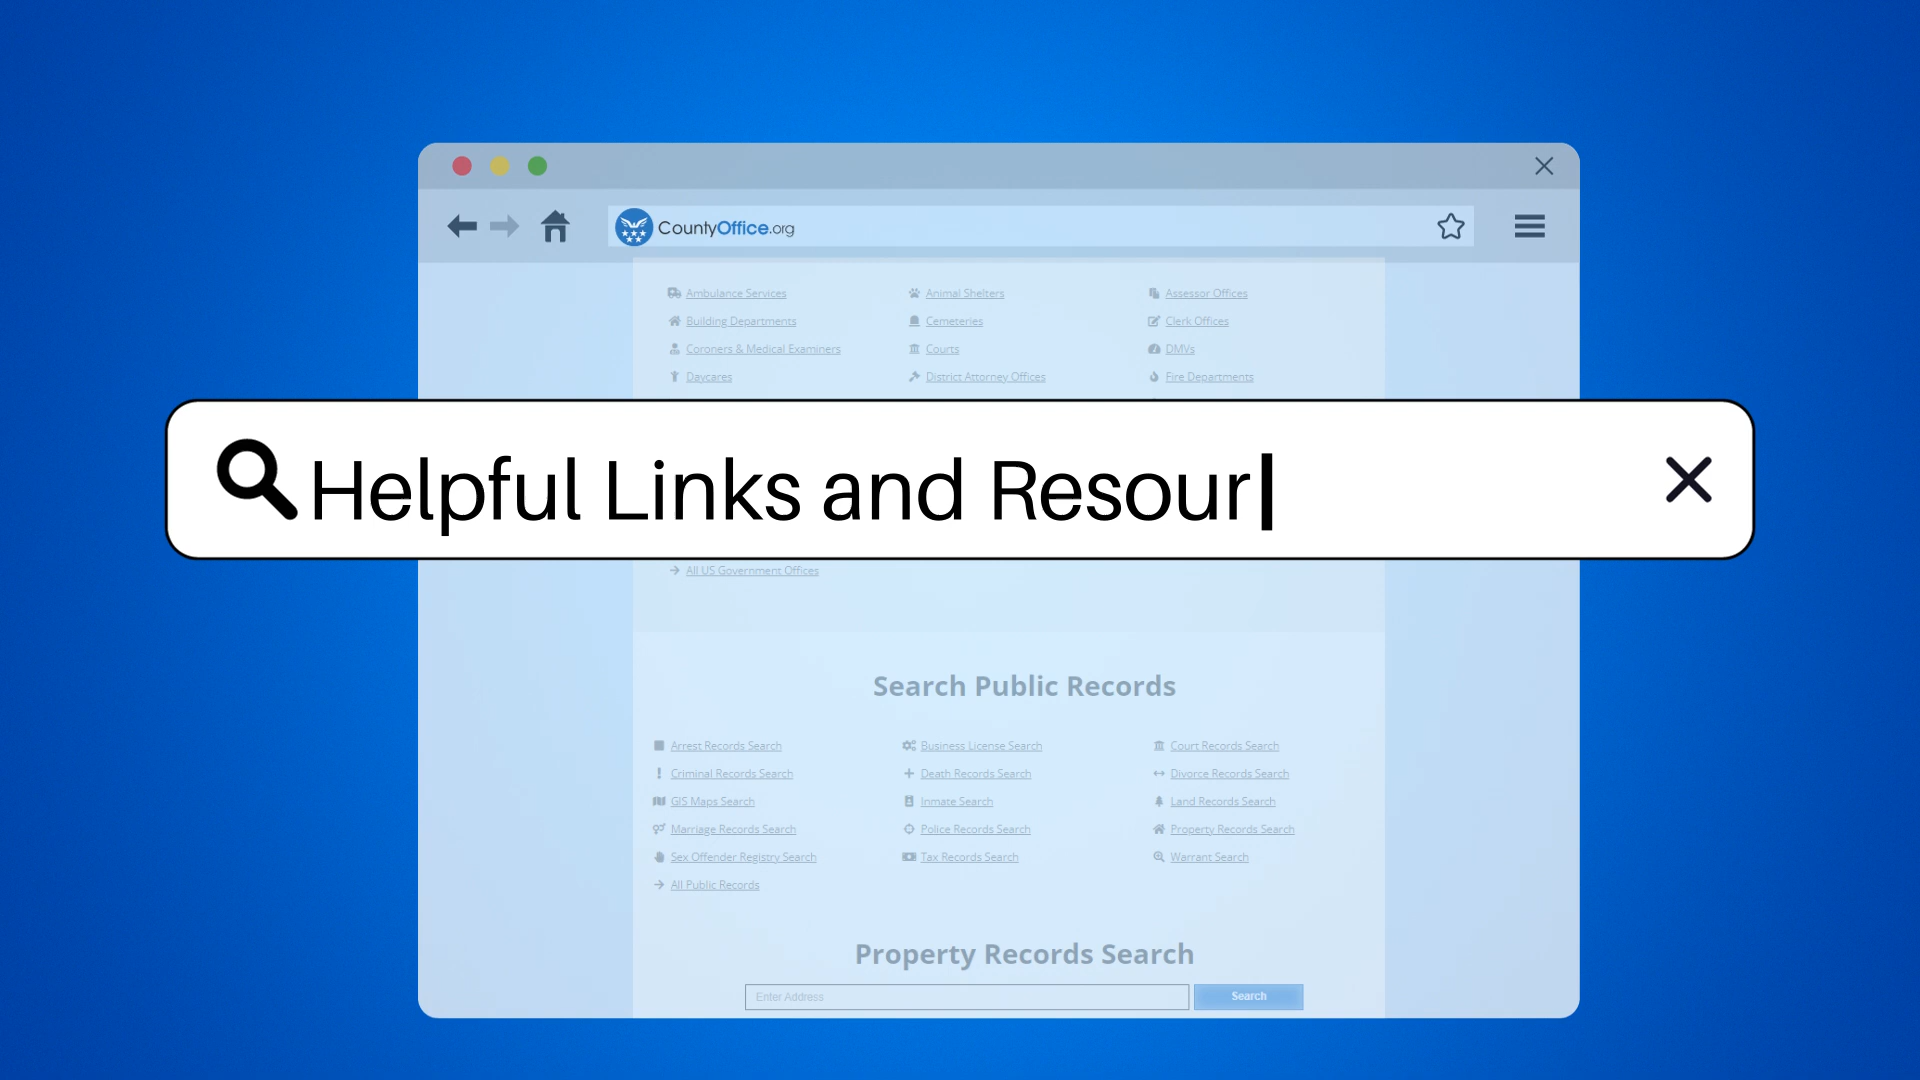 CountyOffice.org
Ambulance Services Animal Shelters Assessor Offices
Building Departments Cemeteries Clerk Offices
Coroners & Medical Examiners Courts DMVs
Daycares District Attorney Offices Fire Departments
Helpful Links and Resour
All US Government Offices
Search Public Records
Arrest Records Search Business License Search Court Records Search
Criminal Records Search Death Records Search Divorce Records Search
GIS Maps Search Inmate Search Land Records Search
Marriage Records Search Police Records Search Property Records Search
Sex Offender Registry Search Tax Records Search Warrant Search
All Public Records
Property Records Search
Enter Address Search